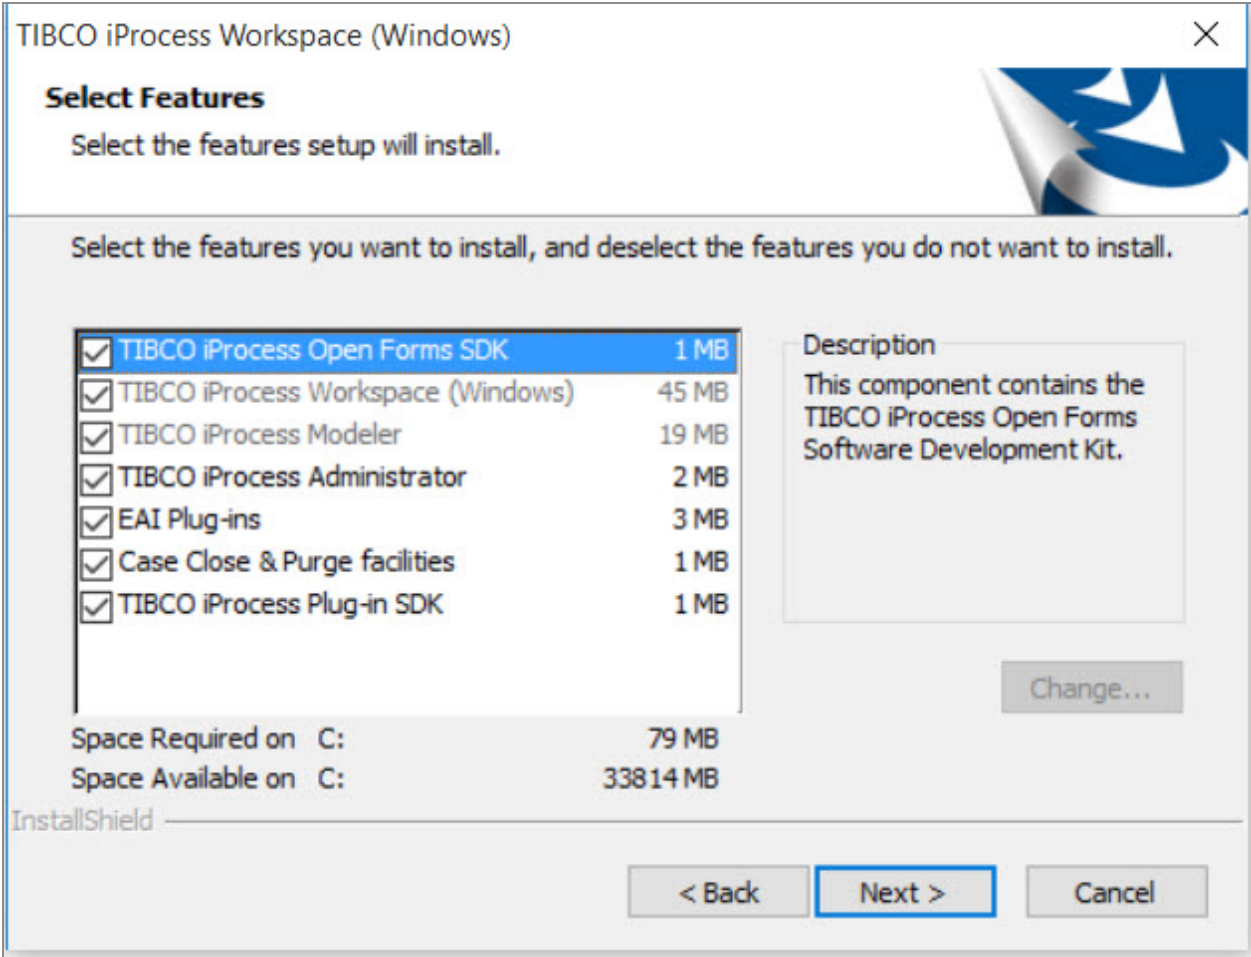 TIBCO iProcess Workspace (Windows)
Select Features
Select the features setup will install.
Select the features you want to install, and deselect the features you do not want to install.
TIBCO iProcess Open Forms SDK 1 MB
TIBCO iProcess Workspace (Windows) 45 MB
TIBCO iProcess Modeler 19 MB
TIBCO iProcess Administrator 2 MB
EAI Plug-ins 3 MB
Case Close & Purge facilities 1 MB
TIBCO iProcess Plug-in SDK 1 MB
Description
This component contains the
TIBCO iProcess Open Forms
Software Development Kit.
Change...
Space Required on C: 79 MB
Space Available on C: 33814 MB
InstallShield
< Back Next > Cancel